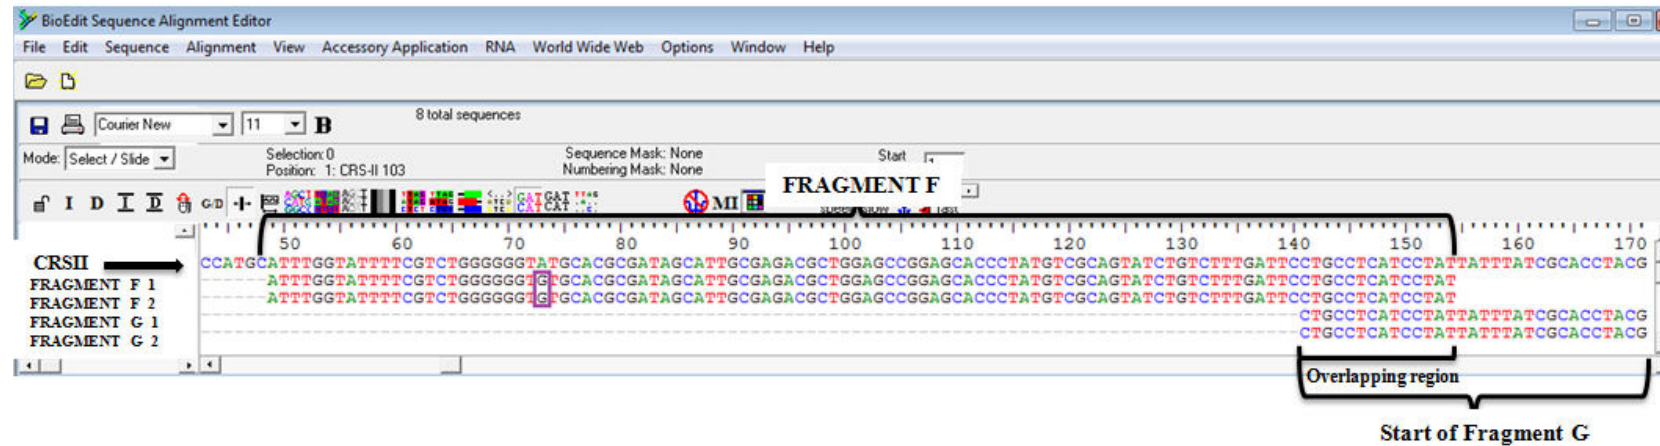 BioEdit Sequence Alignment Editor
File Edit Sequence Alignment View Accessory Application RNA World Wide Web Options Window Help
Courier New 11 B 8 total sequences
Mode: Select / Slide Selection: 0 Sequence Mask: None Start
Position: 1: CRS-II 103 Numbering Mask: None
FRAGMENT F
I D I D G/D MI
50 60 70 80 90 100 110 120 130 140 150 160 170
CRSII CCATGCATTTGGTATTTTCGTCTGGGGGGTATGCACGCGATAGCATTGCGAGACGCTGGAGCCGGAGCACCCTATGTCGCAGTATCTGTCTTTGATTCCTGCCTCATCCTATTATTTATCGCACCTACG
FRAGMENT F 1 ATTTGGTATTTTCGTCTGGGGGGTGTGCACGCGATAGCATTGCGAGACGCTGGAGCCGGAGCACCCTATGTCGCAGTATCTGTCTTTGATTCCTGCCTCATCCTAT
FRAGMENT F 2 ATTTGGTATTTTCGTCTGGGGGGTGTGCACGCGATAGCATTGCGAGACGCTGGAGCCGGAGCACCCTATGTCGCAGTATCTGTCTTTGATTCCTGCCTCATCCTAT
FRAGMENT G 1 CTGCCTCATCCTATTATTTATCGCACCTACG
FRAGMENT G 2 CTGCCTCATCCTATTATTTATCGCACCTACG
Overlapping region
Start of Fragment G